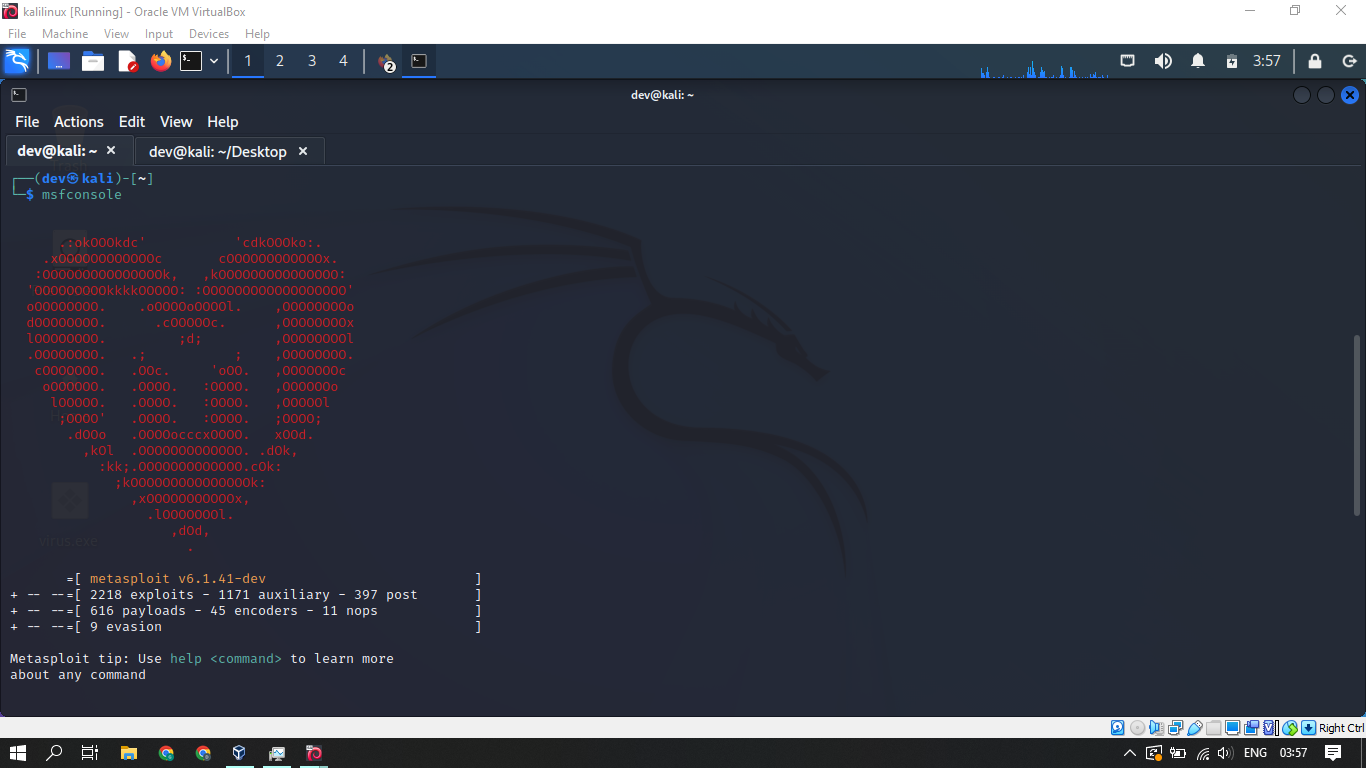 kalilinux [Running] - Oracle VM VirtualBox
File Machine View Input Devices Help
1 2 3 4 2 3:57
dev@kali: ~
File Actions Edit View Help
dev@kali: ~ × dev@kali: ~/Desktop ×
┌──(dev㉿kali)-[~]
└─$ msfconsole
.:okOOOkdc' 'cdkOOOko:.
.xOOOOOOOOOOOOc cOOOOOOOOOOOOx.
:OOOOOOOOOOOOOOOk, ,kOOOOOOOOOOOOOOO:
'OOOOOOOOOkkkkOOOOO: :OOOOOOOOOOOOOOOOOO'
oOOOOOOOO. .oOOOOoOOOOl. ,OOOOOOOOo
dOOOOOOOO. .cOOOOOc. ,OOOOOOOOx
lOOOOOOOO. ;d; ,OOOOOOOOl
.OOOOOOOO. .; ; ,OOOOOOOO.
cOOOOOOO. .OOc. 'oOO. ,OOOOOOOc
oOOOOOO. .OOOO. :OOOO. ,OOOOOOo
lOOOOO. .OOOO. :OOOO. ,OOOOOl
;OOOO' .OOOO. :OOOO. ;OOOO;
.dOOo .OOOOocccxOOOO. xOOd.
,kOl .OOOOOOOOOOOOO. .dOk,
:kk;.OOOOOOOOOOOOO.cOk:
;kOOOOOOOOOOOOOOOk:
,xOOOOOOOOOOOx,
.lOOOOOOOl.
,dOd,
.
virus.exe
=[ metasploit v6.1.41-dev ]
+ -- --=[ 2218 exploits - 1171 auxiliary - 397 post ]
+ -- --=[ 616 payloads - 45 encoders - 11 nops ]
+ -- --=[ 9 evasion ]
Metasploit tip: Use help <command> to learn more
about any command
Right Ctrl
ENG 03:57